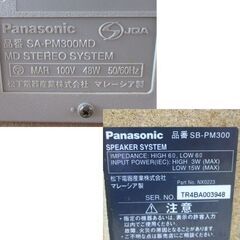 Panasonic
JQA
品番 SA-PM300MD
MD STEREO SYSTEM
MAR 100V 48W 50/60Hz
松下電器産業株式会社
マレーシア製
Panasonic 品番 SB-PM300
SPEAKER SYSTEM
IMPEDANCE: HIGH 6Ω, LOW 6Ω
INPUT POWER(IEC): HIGH 3W (MAX)
LOW 15W (MAX)
松下電器産業株式会社
マレーシア製
Part No. NX0223
SER NO. TR4BA003948
注意